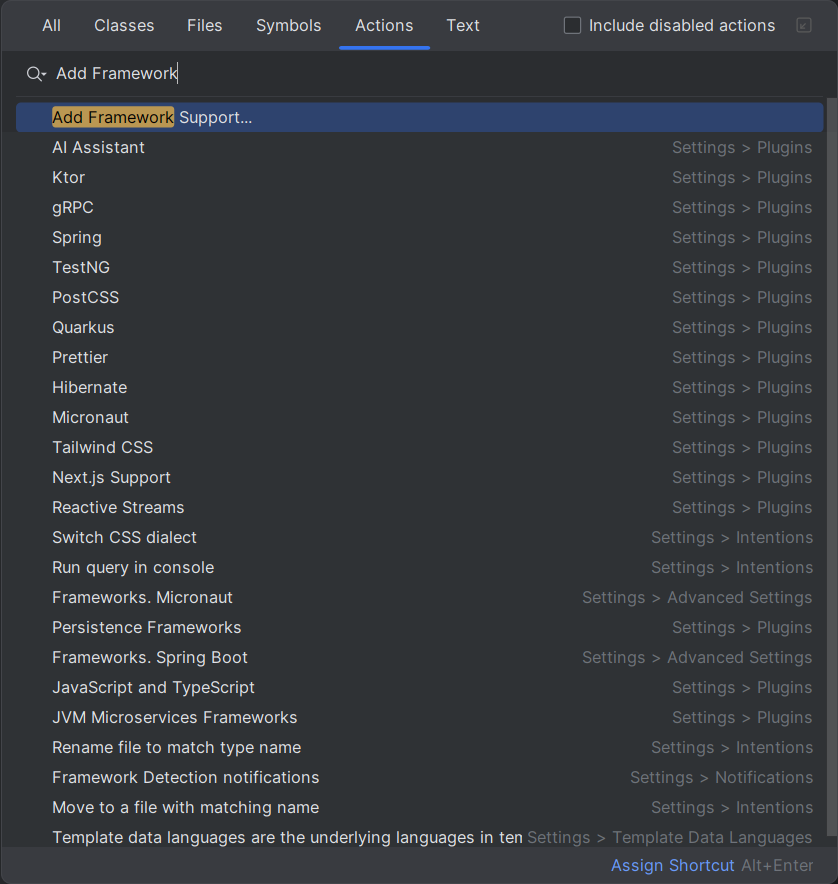 All Classes Files Symbols Actions Text Include disabled actions
Add Framework
Add Framework Support...
AI Assistant Settings > Plugins
Ktor Settings > Plugins
gRPC Settings > Plugins
Spring Settings > Plugins
TestNG Settings > Plugins
PostCSS Settings > Plugins
Quarkus Settings > Plugins
Prettier Settings > Plugins
Hibernate Settings > Plugins
Micronaut Settings > Plugins
Tailwind CSS Settings > Plugins
Next.js Support Settings > Plugins
Reactive Streams Settings > Plugins
Switch CSS dialect Settings > Intentions
Run query in console Settings > Intentions
Frameworks. Micronaut Settings > Advanced Settings
Persistence Frameworks Settings > Plugins
Frameworks. Spring Boot Settings > Advanced Settings
JavaScript and TypeScript Settings > Plugins
JVM Microservices Frameworks Settings > Plugins
Rename file to match type name Settings > Intentions
Framework Detection notifications Settings > Notifications
Move to a file with matching name Settings > Intentions
Template data languages are the underlying languages in ten Settings > Template Data Languages
Assign Shortcut Alt+Enter